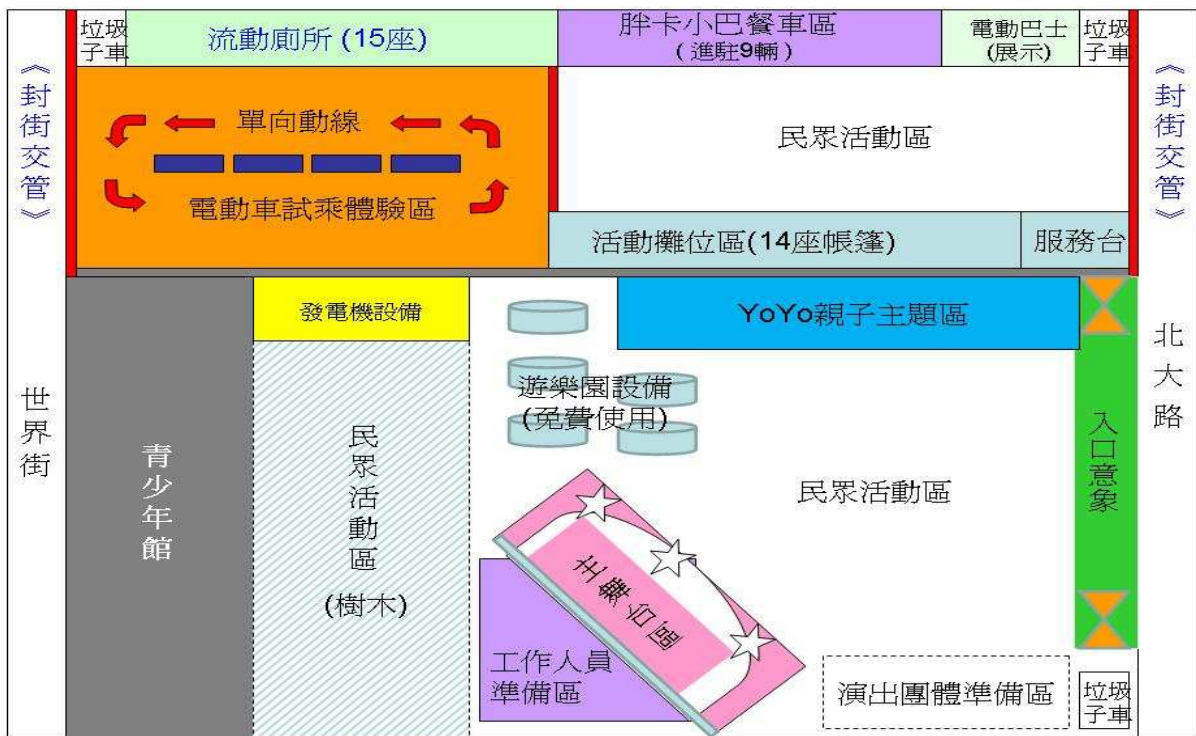 垃圾
子車
流動廁所 (15座)
胖卡小巴餐車區
(進駐9輛)
電動巴士
(展示)
垃圾
子車
《封街交管》
《封街交管》
單向動線
電動車試乘體驗區
民眾活動區
活動攤位區(14座帳篷)
服務台
發電機設備
YoYo親子主題區
世界街
北大路
青少年館
民眾活動區
(樹木)
遊樂園設備
(免費使用)
民眾活動區
入口意象
主舞台區
工作人員
準備區
演出團體準備區
垃圾
子車